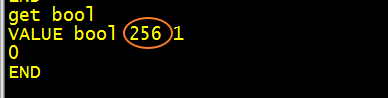 get bool
VALUE bool 256 1
0
END